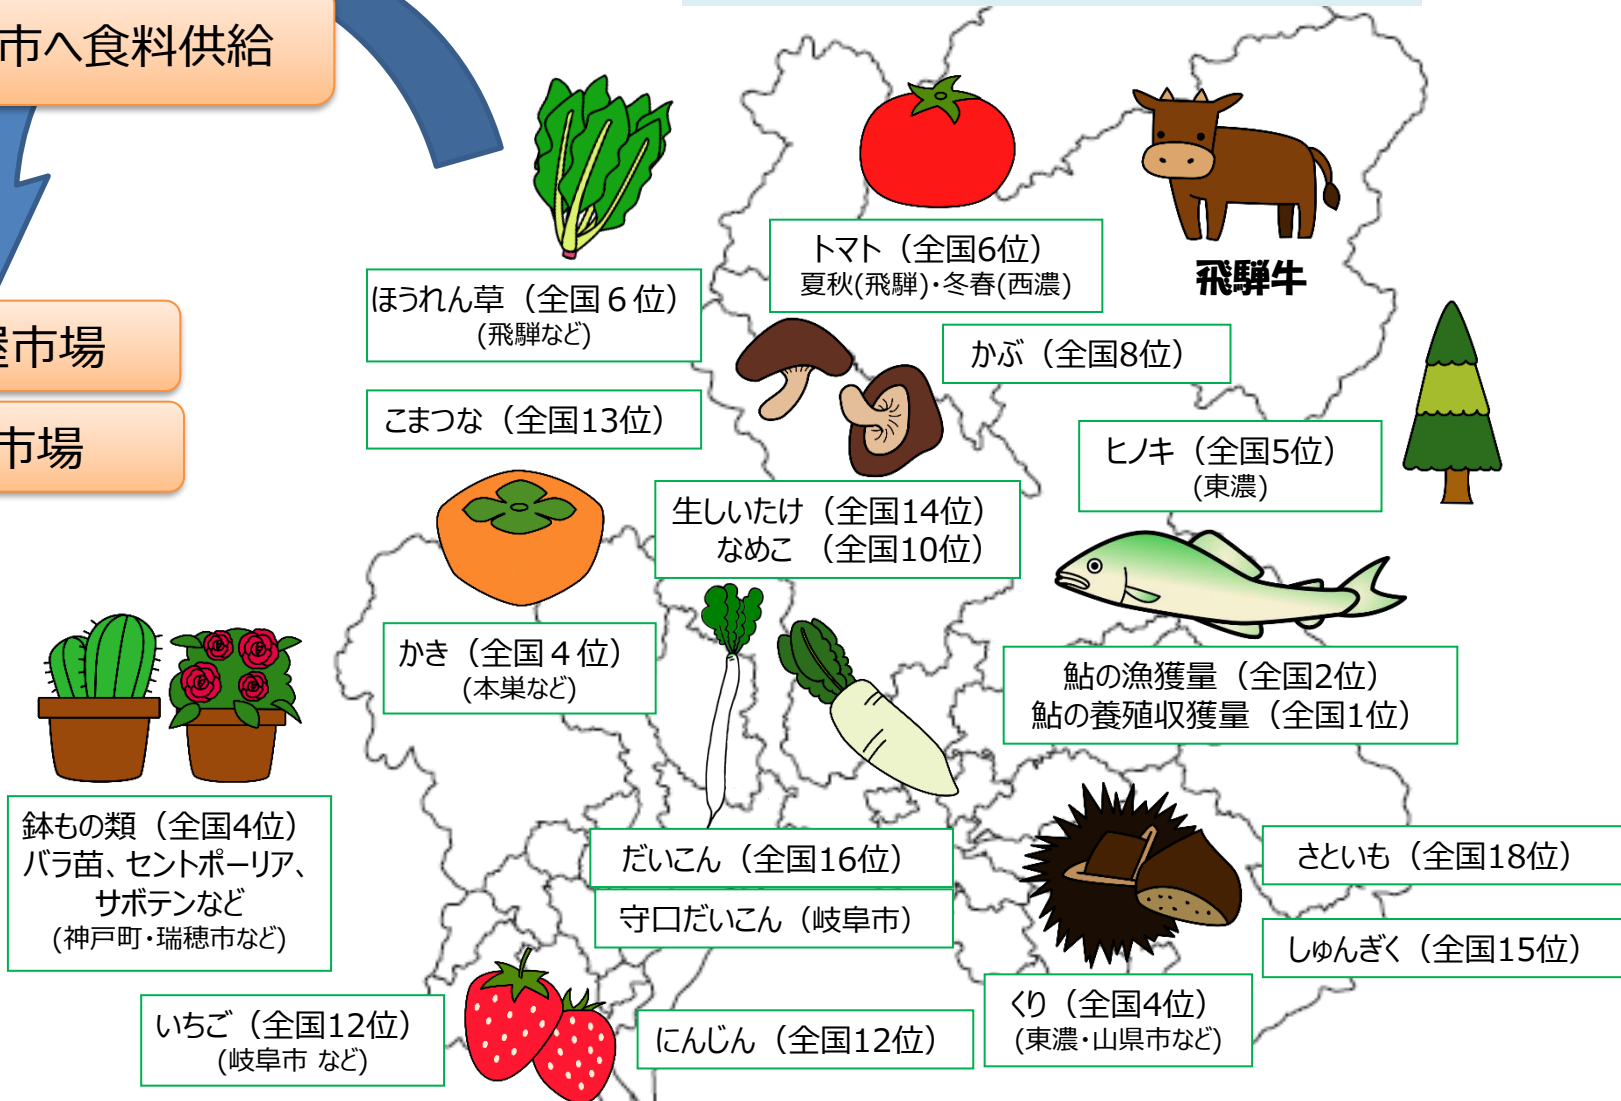 市へ食料供給
屋市場
市場
ほうれん草（全国６位）
(飛騨など)
こまつな（全国13位）
トマト（全国6位）
夏秋(飛騨)・冬春(西濃)
飛騨牛
かぶ（全国8位）
ヒノキ（全国5位）
(東濃)
生しいたけ（全国14位）
なめこ （全国10位）
かき（全国４位）
(本巣など)
鮎の漁獲量（全国2位）
鮎の養殖収獲量（全国1位）
鉢もの類（全国4位）
バラ苗、セントポーリア、
サボテンなど
(神戸町・瑞穂市など)
だいこん（全国16位）
守口だいこん（岐阜市）
さといも（全国18位）
しゅんぎく（全国15位）
いちご（全国12位）
(岐阜市 など)
にんじん（全国12位）
くり（全国4位）
(東濃・山県市など)